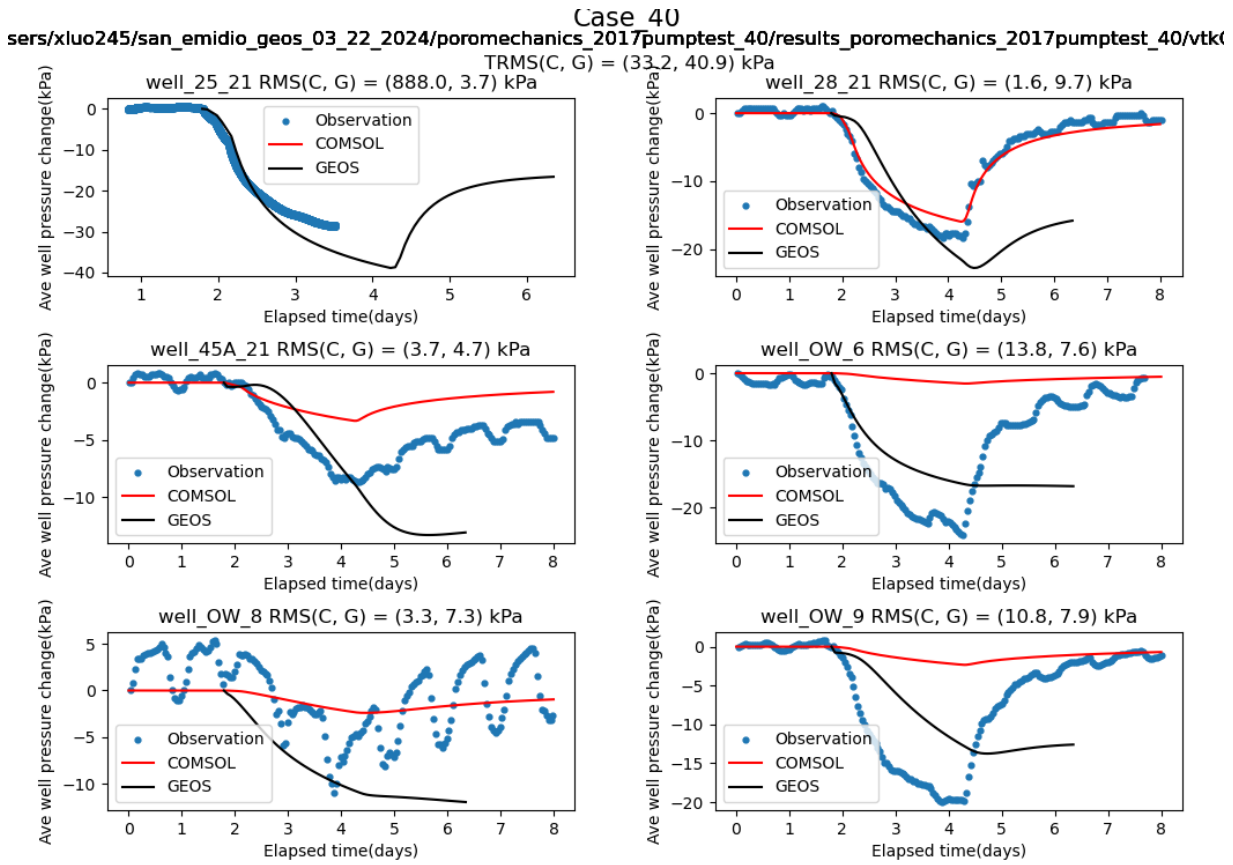 Case_40
sers/xluo245/san_emidio_geos_03_22_2024/poromechanics_2017pumptest_40/results_poromechanics_2017pumptest_40/vtk
TRMS(C, G) = (33.2, 40.9) kPa
well_25_21 RMS(C, G) = (888.0, 3.7) kPa
Ave well pressure change(kPa)
0
−10
−20
−30
−40
Observation
COMSOL
GEOS
1 2 3 4 5 6
Elapsed time(days)
well_28_21 RMS(C, G) = (1.6, 9.7) kPa
Ave well pressure change(kPa)
0
−10
−20
Observation
COMSOL
GEOS
0 1 2 3 4 5 6 7 8
Elapsed time(days)
well_45A_21 RMS(C, G) = (3.7, 4.7) kPa
Ave well pressure change(kPa)
0
−5
−10
Observation
COMSOL
GEOS
0 1 2 3 4 5 6 7 8
Elapsed time(days)
well_OW_6 RMS(C, G) = (13.8, 7.6) kPa
Ave well pressure change(kPa)
0
−10
−20
Observation
COMSOL
GEOS
0 1 2 3 4 5 6 7 8
Elapsed time(days)
well_OW_8 RMS(C, G) = (3.3, 7.3) kPa
Ave well pressure change(kPa)
5
0
−5
−10
Observation
COMSOL
GEOS
0 1 2 3 4 5 6 7 8
Elapsed time(days)
well_OW_9 RMS(C, G) = (10.8, 7.9) kPa
Ave well pressure change(kPa)
0
−5
−10
−15
−20
Observation
COMSOL
GEOS
0 1 2 3 4 5 6 7 8
Elapsed time(days)